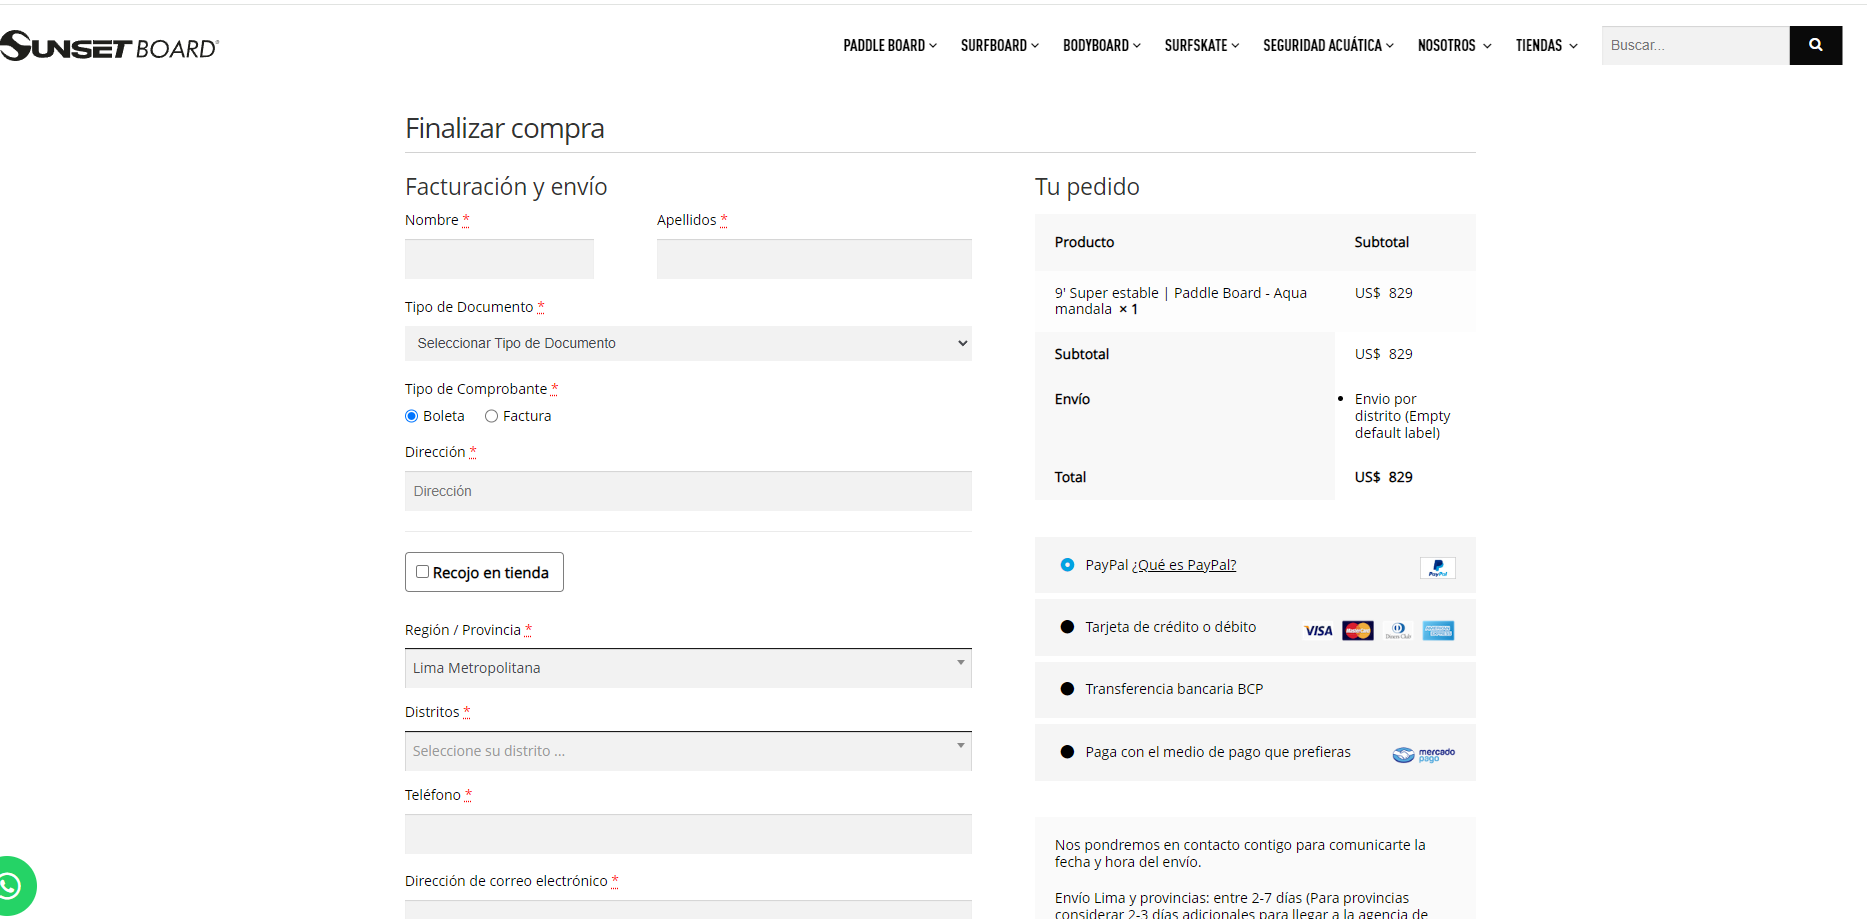 SUNSET BOARD
PADDLE BOARD
SURFBOARD
BODYBOARD
SURFSKATE
SEGURIDAD ACUÁTICA
NOSOTROS
TIENDAS
Buscar...
Finalizar compra
Facturación y envío
Nombre *
Apellidos *
Tipo de Documento *
Seleccionar Tipo de Documento
Tipo de Comprobante *
Boleta
Factura
Dirección *
Dirección
Recojo en tienda
Región / Provincia *
Lima Metropolitana
Distritos *
Seleccione su distrito ...
Teléfono *
Dirección de correo electrónico *
Tu pedido
Producto Subtotal
9' Super estable | Paddle Board - Aqua US$ 829
mandala × 1
Subtotal US$ 829
Envío Envio por
distrito (Empty
default label)
Total US$ 829
PayPal ¿Qué es PayPal? PayPal
Tarjeta de crédito o débito VISA MasterCard Diners Club AMERICAN EXPRESS
Transferencia bancaria BCP
Paga con el medio de pago que prefieras mercado
pago
Nos pondremos en contacto contigo para comunicarte la
fecha y hora del envío.
Envío Lima y provincias: entre 2-7 días (Para provincias
considerar 2-3 días adicionales para llegar a la agencia de